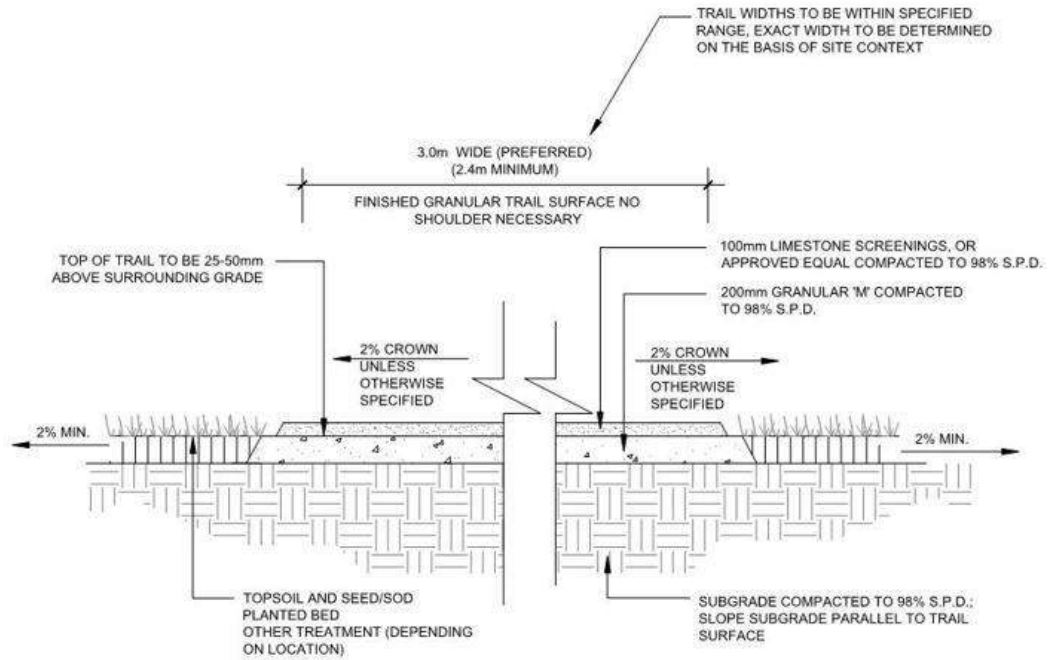 TRAIL WIDTHS TO BE WITHIN SPECIFIED
RANGE, EXACT WIDTH TO BE DETERMINED
ON THE BASIS OF SITE CONTEXT
3.0m WIDE (PREFERRED)
(2.4m MINIMUM)
FINISHED GRANULAR TRAIL SURFACE NO
SHOULDER NECESSARY
TOP OF TRAIL TO BE 25-50mm
ABOVE SURROUNDING GRADE
100mm LIMESTONE SCREENINGS, OR
APPROVED EQUAL COMPACTED TO 98% S.P.D.
200mm GRANULAR 'M' COMPACTED
TO 98% S.P.D.
2% CROWN
UNLESS
OTHERWISE
SPECIFIED
2% CROWN
UNLESS
OTHERWISE
SPECIFIED
2% MIN.
2% MIN.
TOPSOIL AND SEED/SOD
PLANTED BED
OTHER TREATMENT (DEPENDING
ON LOCATION)
SUBGRADE COMPACTED TO 98% S.P.D.;
SLOPE SUBGRADE PARALLEL TO TRAIL
SURFACE